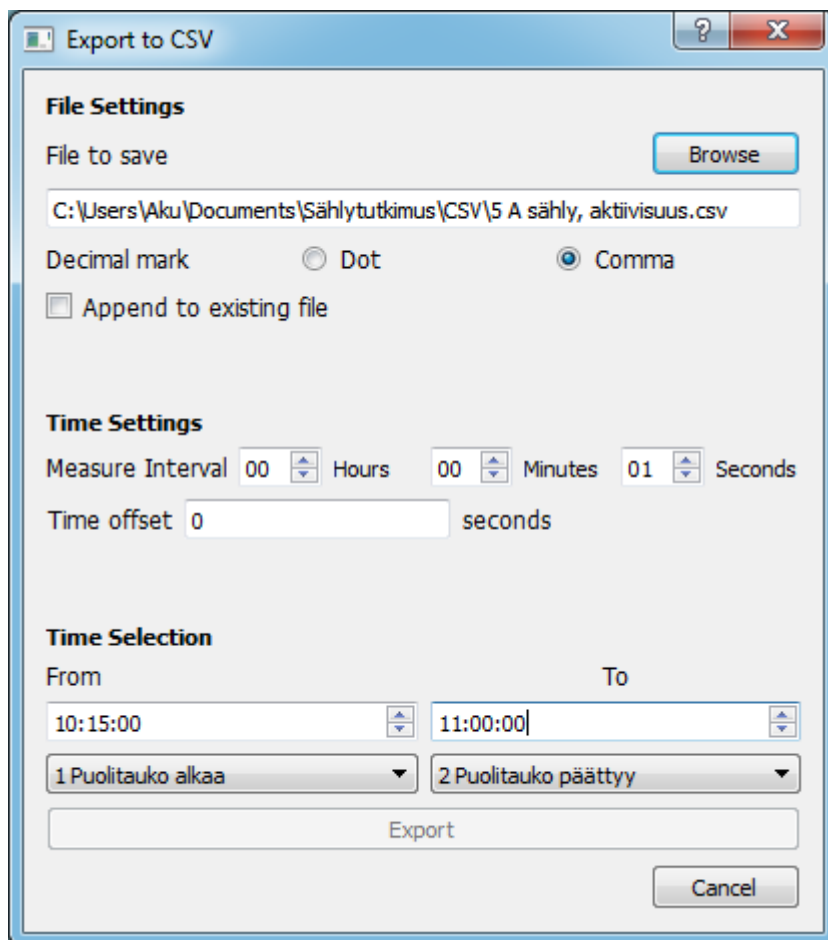 Export to CSV
File Settings
File to save Browse
C:\Users\Aku\Documents\Sählytutkimus\CSV\5 A sähly, aktiivisuus.csv
Decimal mark Dot Comma
Append to existing file
Time Settings
Measure Interval 00 Hours 00 Minutes 01 Seconds
Time offset 0 seconds
Time Selection
From To
10:15:00 11:00:00
1 Puolitauko alkaa 2 Puolitauko päättyy
Export
Cancel